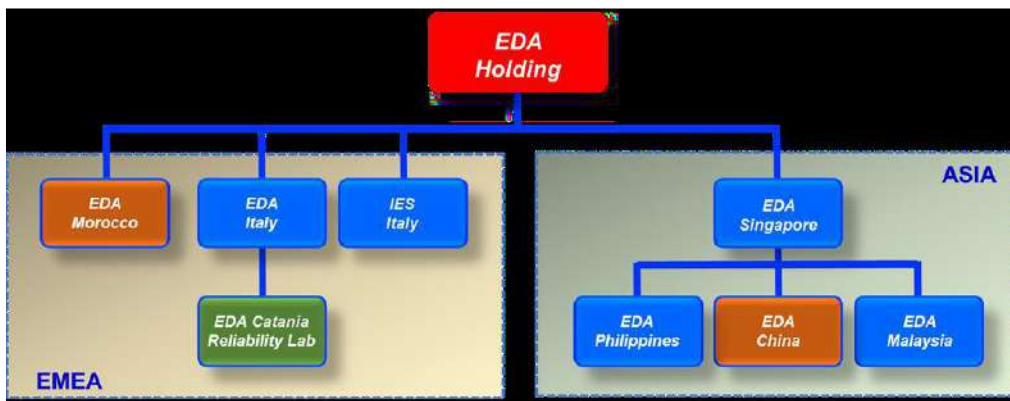 EDA
Holding
ASIA
EDA
Morocco
EDA
Italy
IES
Italy
EDA
Singapore
EDA Catania
Reliability Lab
EDA
Philippines
EDA
China
EDA
Malaysia
EMEA